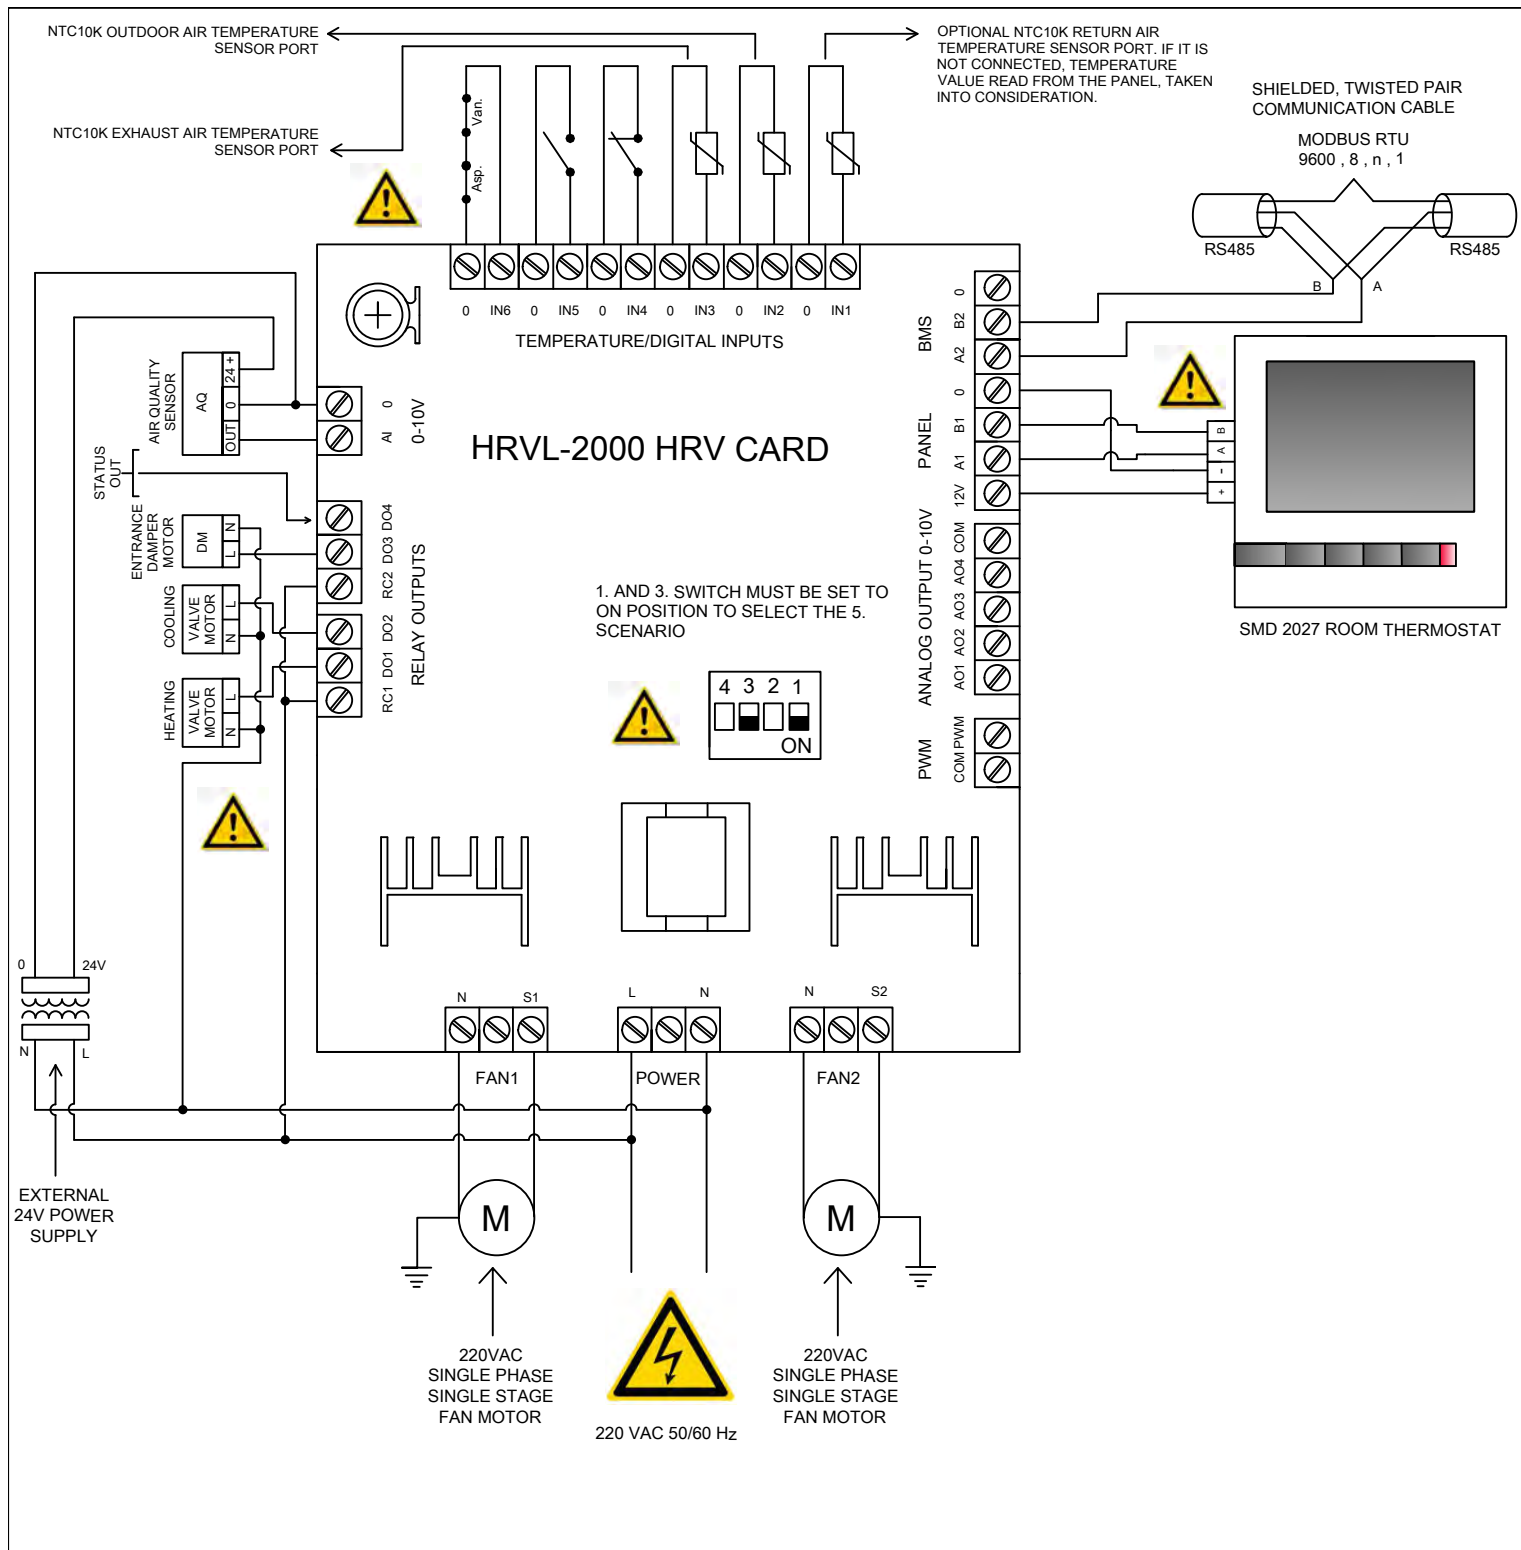 NTC10K OUTDOOR AIR TEMPERATURE
SENSOR PORT
OPTIONAL NTC10K RETURN AIR
TEMPERATURE SENSOR PORT. IF IT IS
NOT CONNECTED, TEMPERATURE
VALUE READ FROM THE PANEL, TAKEN
INTO CONSIDERATION.
SHIELDED, TWISTED PAIR
COMMUNICATION CABLE
MODBUS RTU
9600 , 8 , n , 1
NTC10K EXHAUST AIR TEMPERATURE
SENSOR PORT
Van.
Asp.
RS485
RS485
B A
0 IN6 0 IN5 0 IN4 0 IN3 0 IN2 0 IN1
TEMPERATURE/DIGITAL INPUTS
HRVL-2000 HRV CARD
AIR QUALITY
SENSOR
AQ
24 +
0
OUT
0
AI
0-10V
STATUS
OUT
ENTRANCE
DAMPER
MOTOR
DM
N
L
COOLING
VALVE
MOTOR
L
N
HEATING
VALVE
MOTOR
L
N
DO4
DO3
RC2
DO2
DO1
RC1
RELAY OUTPUTS
1. AND 3. SWITCH MUST BE SET TO
ON POSITION TO SELECT THE 5.
SCENARIO
4 3 2 1
ON
0
B2
A2
BMS
0
B1
A1
12V
PANEL
COM
AO4
AO3
AO2
AO1
ANALOG OUTPUT 0-10V
PWM
COM
PWM
B
A
-
+
SMD 2027 ROOM THERMOSTAT
0 24V
N L
EXTERNAL
24V POWER
SUPPLY
N S1
FAN1
L N
POWER
N S2
FAN2
M
M
220VAC
SINGLE PHASE
SINGLE STAGE
FAN MOTOR
220 VAC 50/60 Hz
220VAC
SINGLE PHASE
SINGLE STAGE
FAN MOTOR